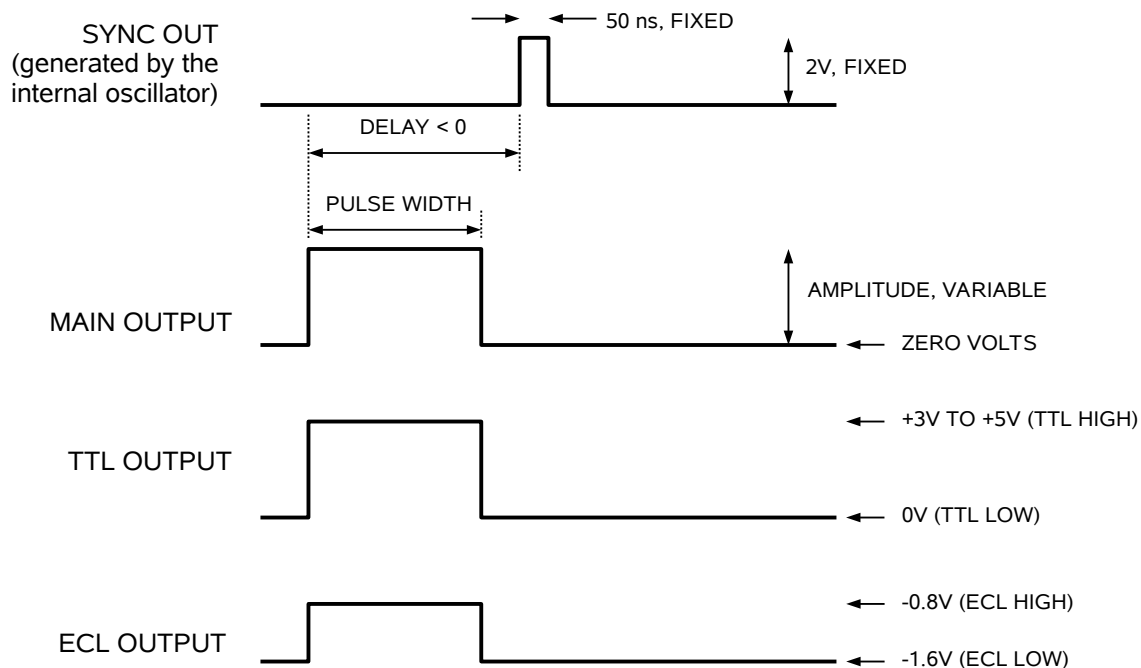 50 ns, FIXED
SYNC OUT
(generated by the
internal oscillator)
2V, FIXED
DELAY < 0
PULSE WIDTH
AMPLITUDE, VARIABLE
MAIN OUTPUT
ZERO VOLTS
+3V TO +5V (TTL HIGH)
TTL OUTPUT
0V (TTL LOW)
-0.8V (ECL HIGH)
ECL OUTPUT
-1.6V (ECL LOW)